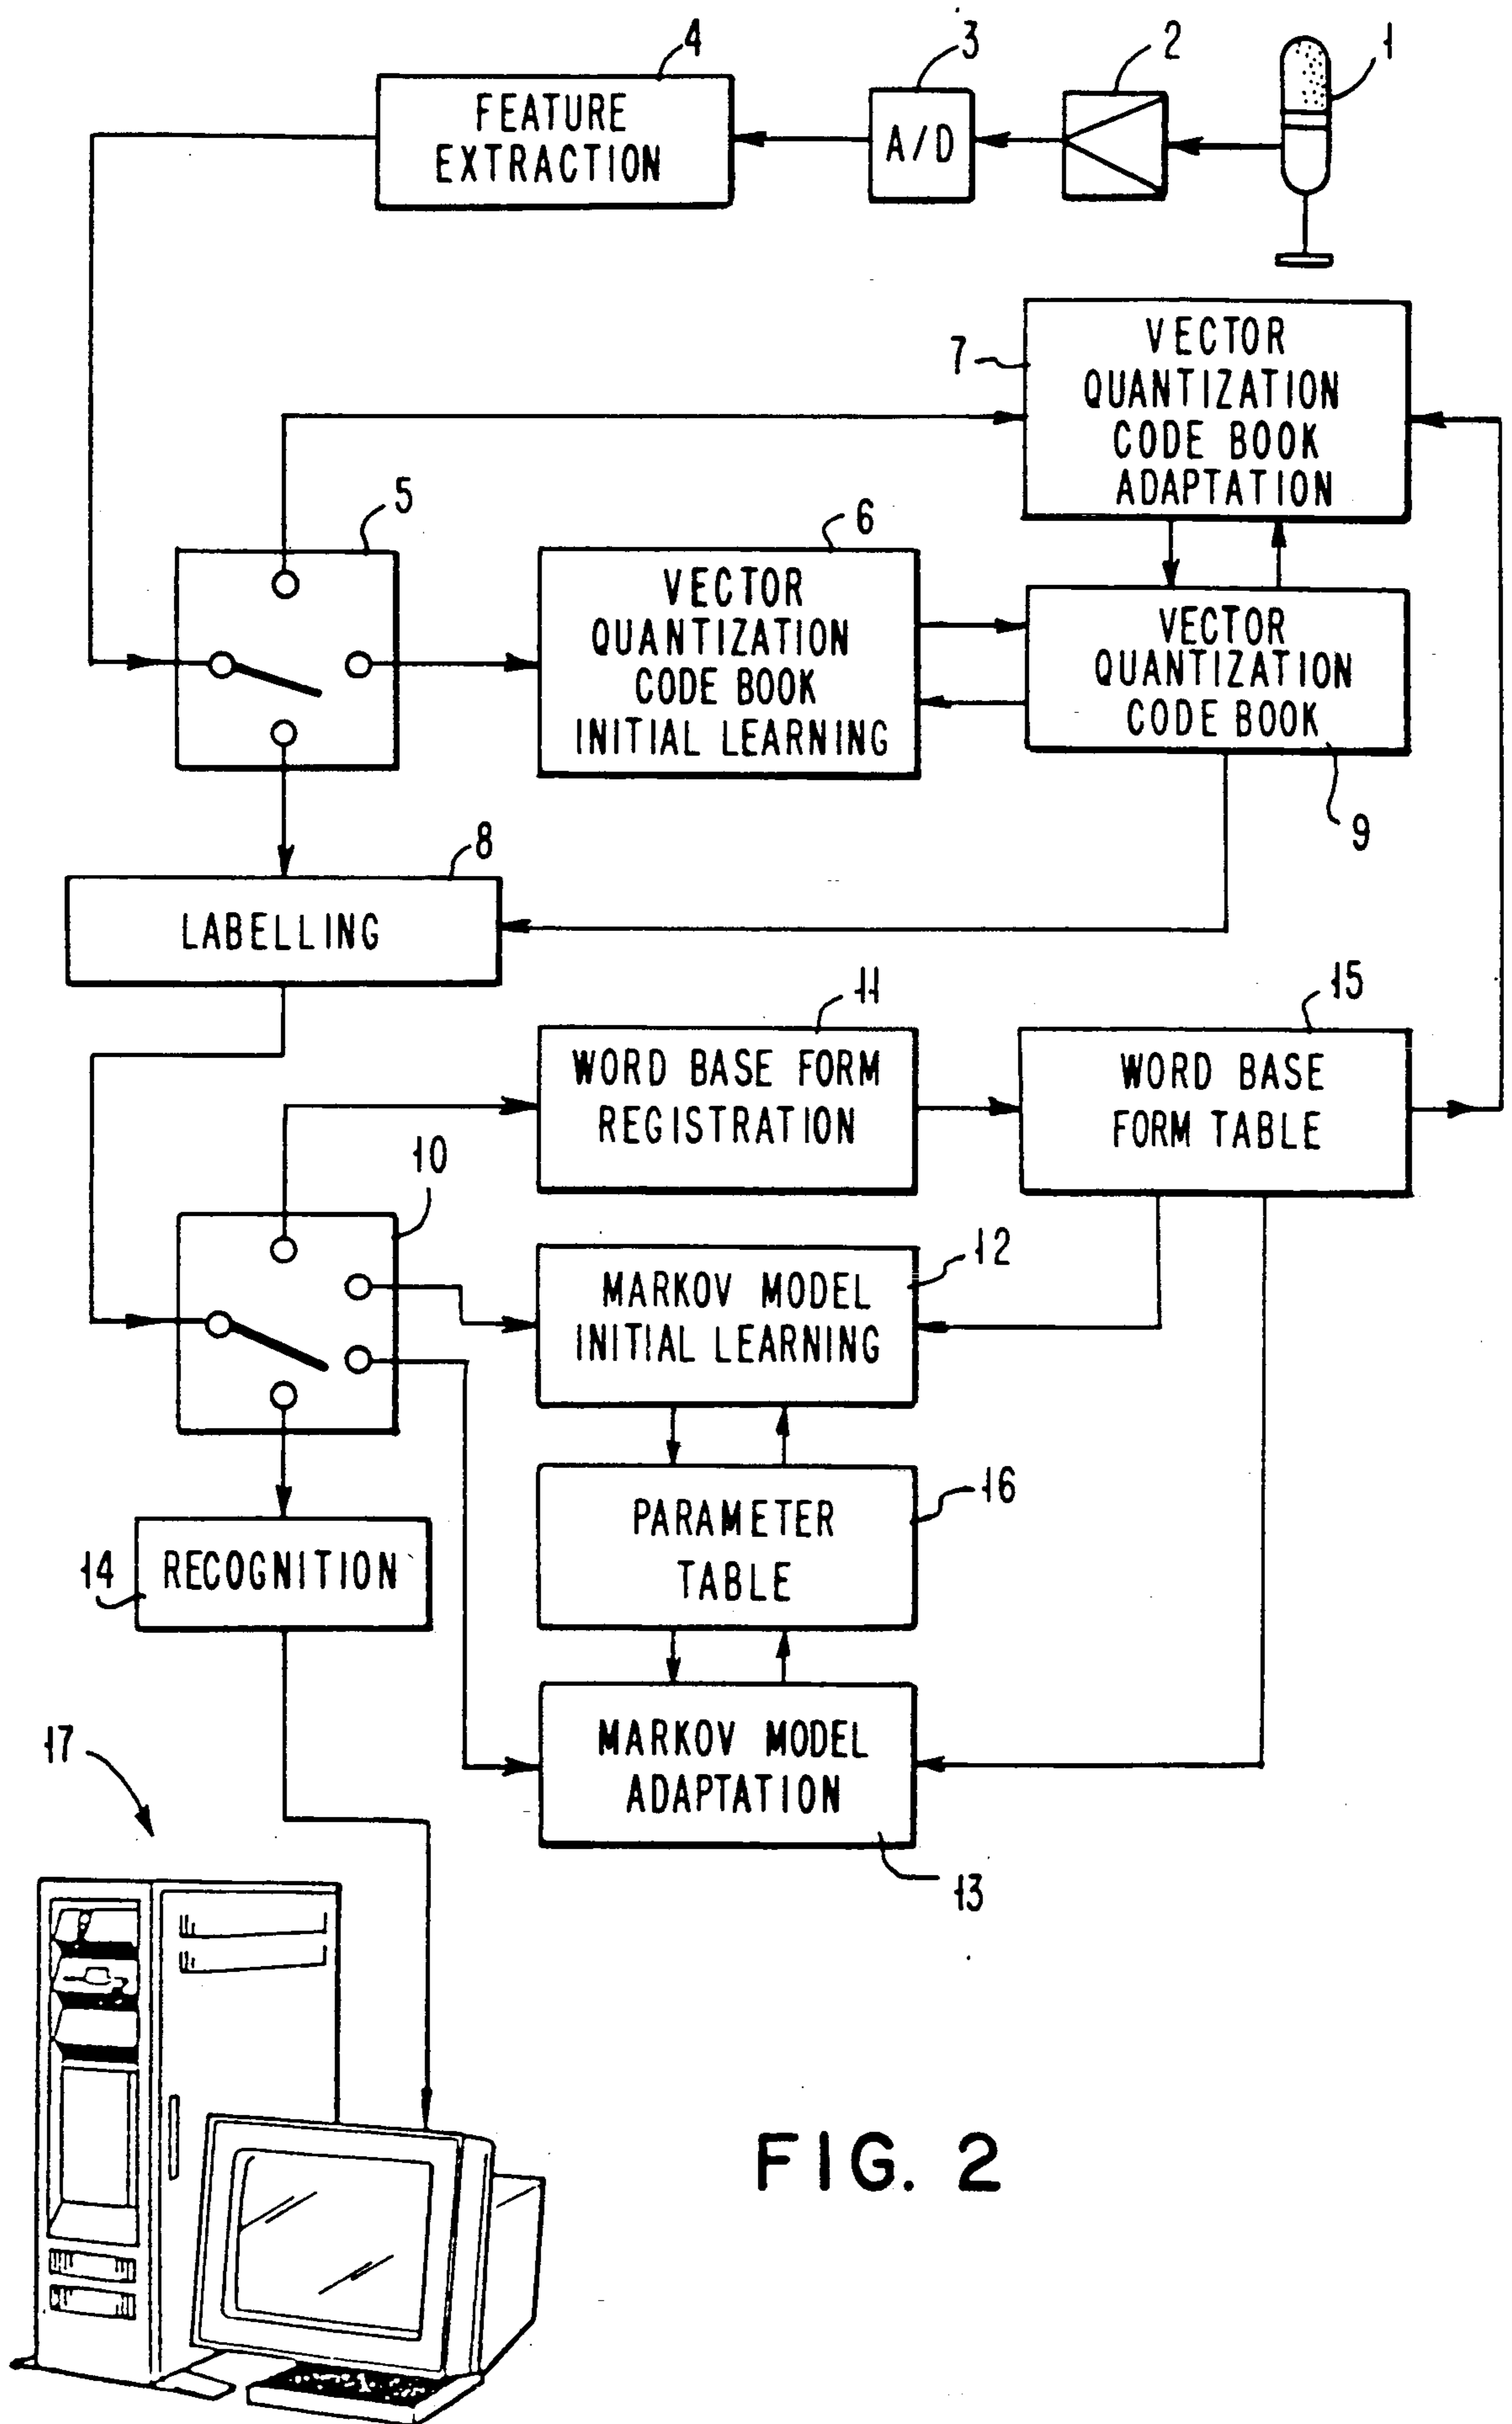 4
3
2
1
FEATURE
EXTRACTION
A/D
7
VECTOR
QUANTIZATION
CODE BOOK
ADAPTATION
5
6
VECTOR
QUANTIZATION
CODE BOOK
INITIAL LEARNING
VECTOR
QUANTIZATION
CODE BOOK
9
8
LABELLING
11
15
WORD BASE FORM
REGISTRATION
WORD BASE
FORM TABLE
10
12
MARKOV MODEL
INITIAL LEARNING
16
PARAMETER
TABLE
14
RECOGNITION
MARKOV MODEL
ADAPTATION
13
17
FIG. 2